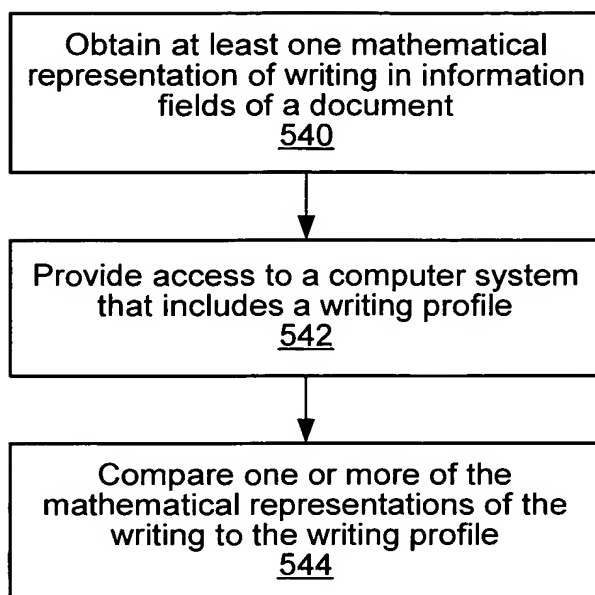 Obtain at least one mathematical
representation of writing in information
fields of a document
540
Provide access to a computer system
that includes a writing profile
542
Compare one or more of the
mathematical representations of the
writing to the writing profile
544